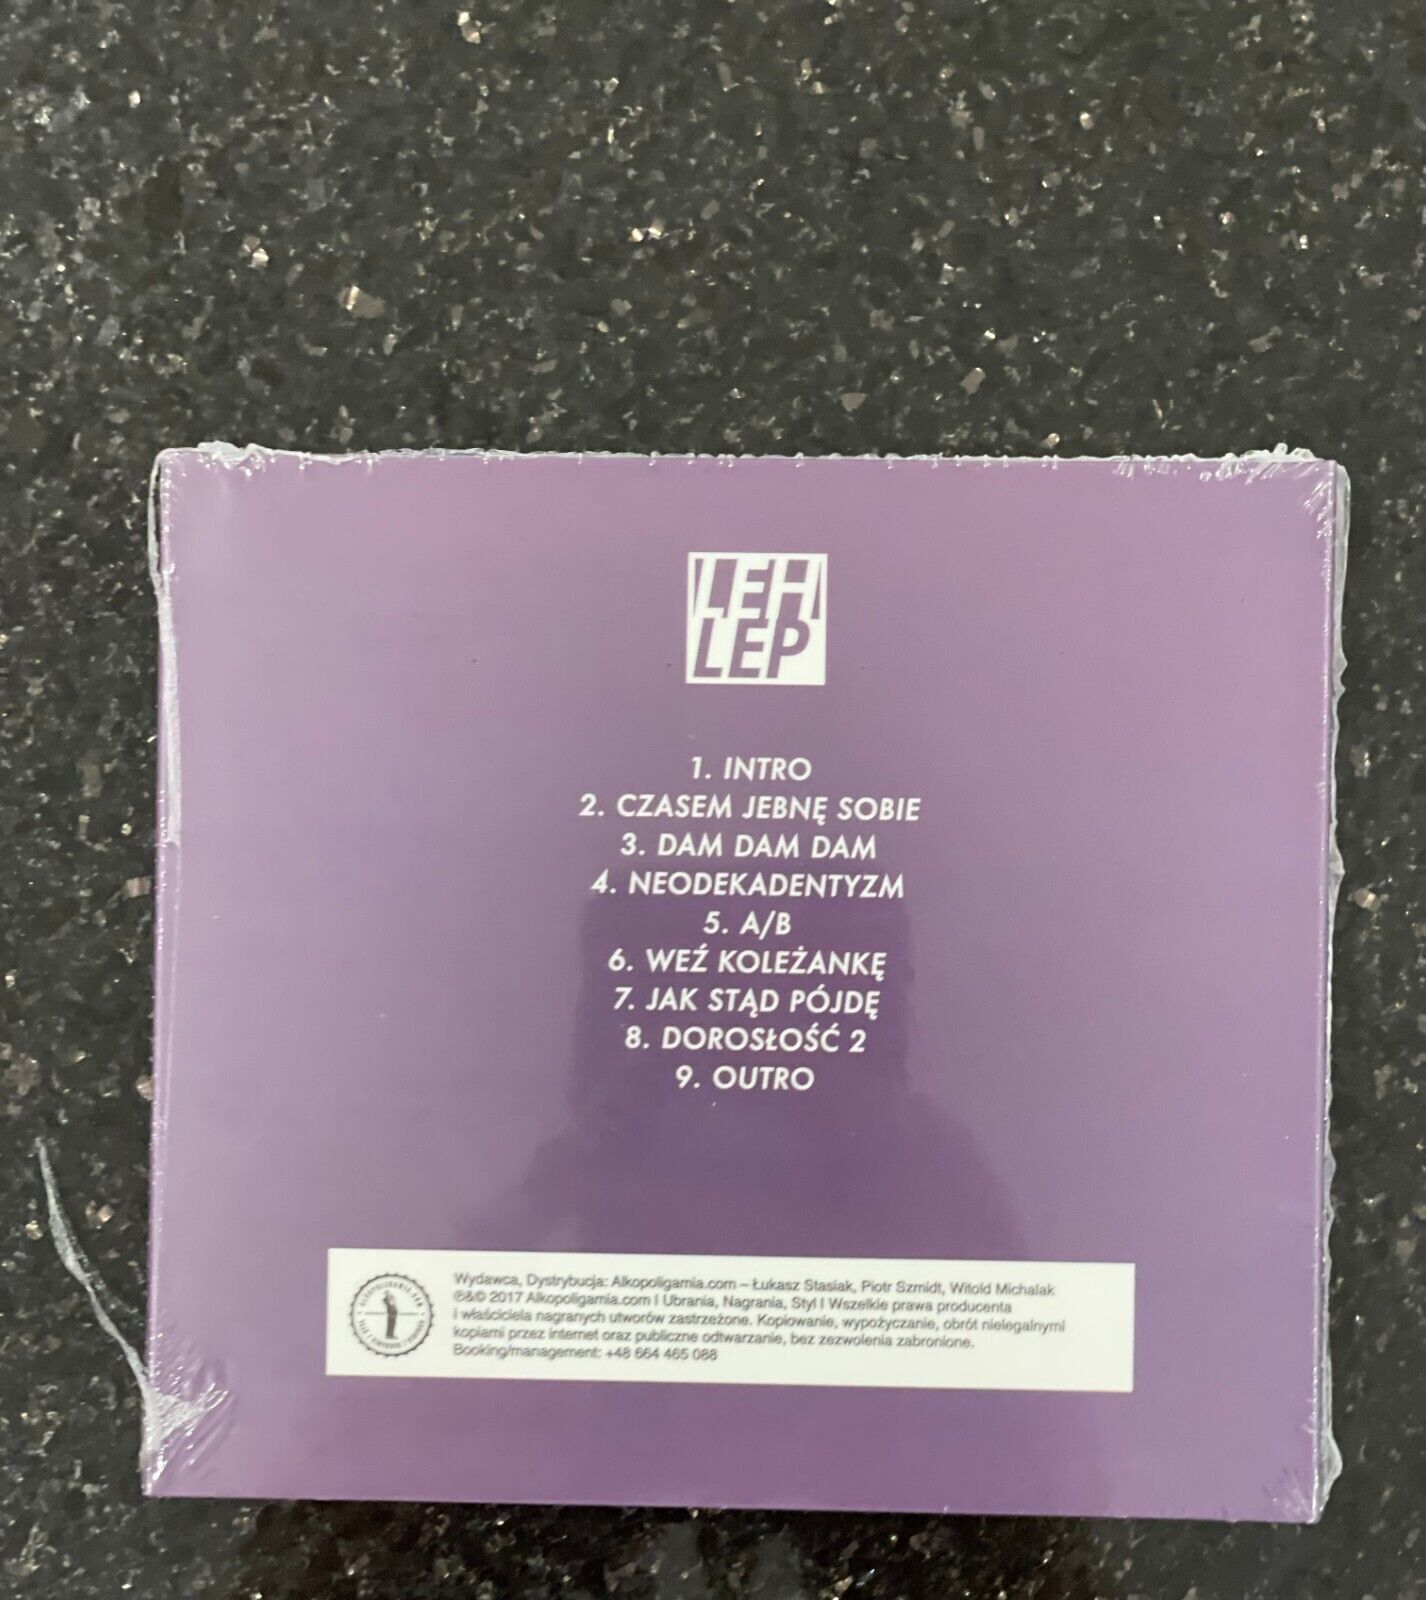 LEH
LEP
1. INTRO
2. CZASEM JEBNĘ SOBIE
3. DAM DAM DAM
4. NEODEKADENTYZM
5. A/B
6. WEŹ KOLEŻANKĘ
7. JAK STĄD PÓJDĘ
8. DOROSŁOŚĆ 2
9. OUTRO
Wydawca, Dystrybucja: Alkopoligamia.com – Łukasz Stasiak, Piotr Szmidt, Witold Michalak
℗&© 2017 Alkopoligamia.com | Ubrania, Nagrania, Styl | Wszelkie prawa producenta
i właściciela nagranych utworów zastrzeżone. Kopiowanie, wypożyczanie, obrót nielegalnymi
kopiami przez internet oraz publiczne odtwarzanie, bez zezwolenia zabronione.
Booking/management: +48 664 465 088
ALKOPOLIGAMIA.COM